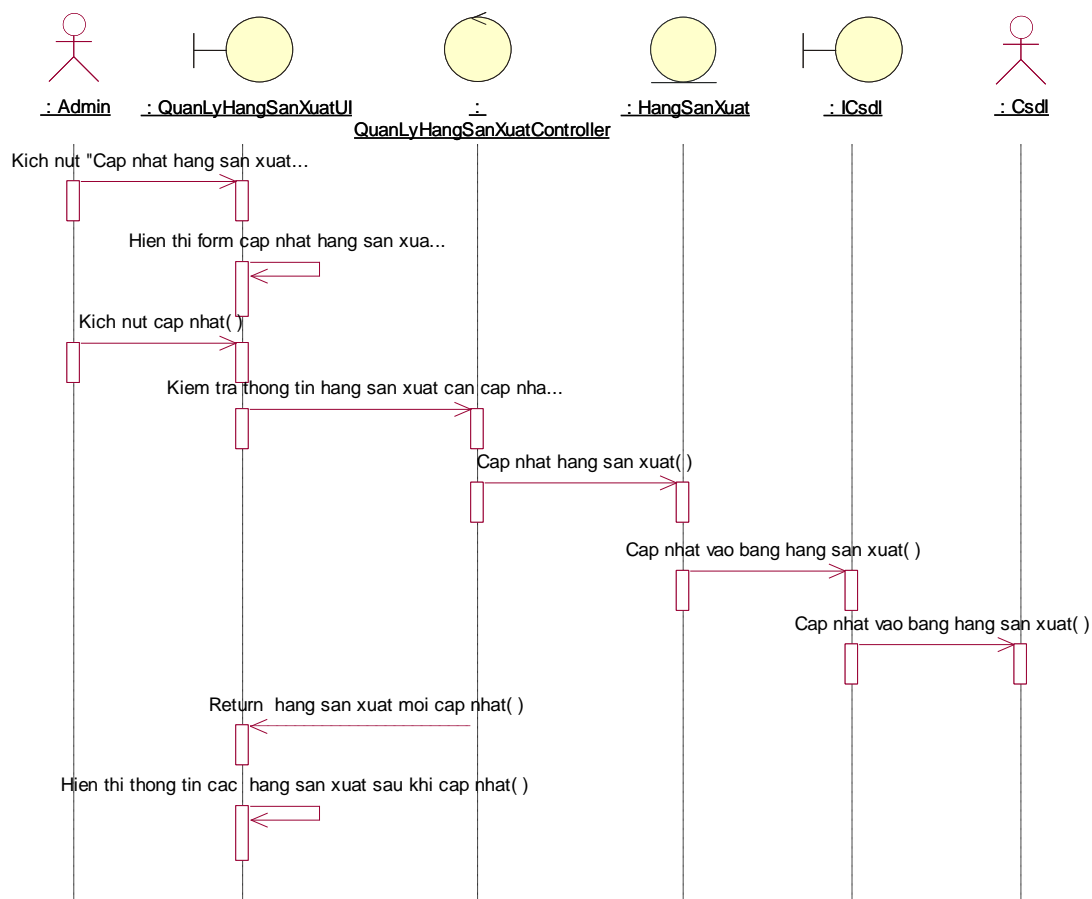 : Admin
: QuanLyHangSanXuatUI
:
QuanLyHangSanXuatController
: HangSanXuat
: ICsdl
: Csdl
Kich nut "Cap nhat hang san xuat...
Hien thi form cap nhat hang san xua...
Kich nut cap nhat( )
Kiem tra thong tin hang san xuat can cap nha...
Cap nhat hang san xuat( )
Cap nhat vao bang hang san xuat( )
Cap nhat vao bang hang san xuat( )
Return  hang san xuat moi cap nhat( )
Hien thi thong tin cac  hang san xuat sau khi cap nhat( )